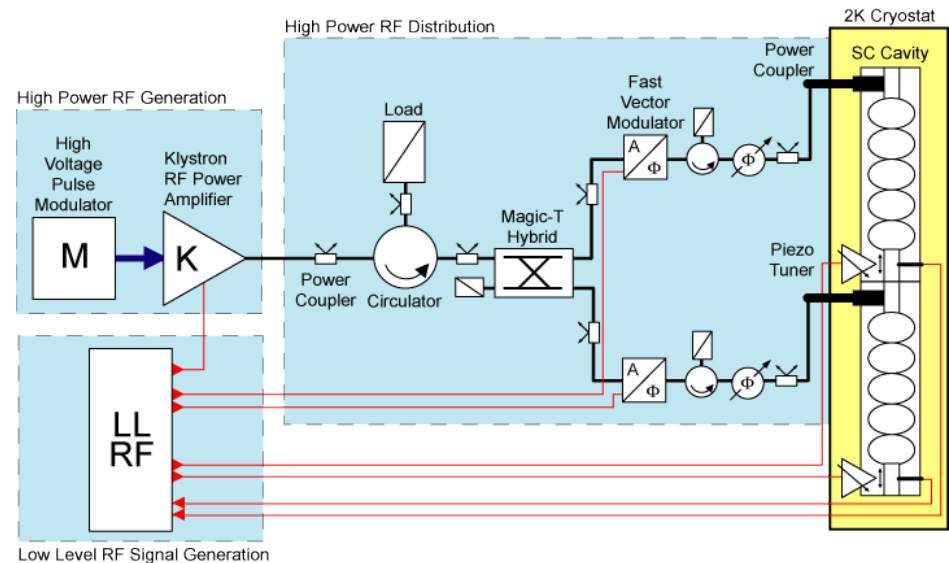 2K Cryostat
High Power RF Distribution
Power
Coupler
SC Cavity
Fast
Vector
Modulator
High Power RF Generation
Load
High
Voltage
Pulse
Modulator
Klystron
RF Power
Amplifier
A
Φ
Φ
Magic-T
Hybrid
M
K
Piezo
Tuner
Power
Coupler
Circulator
A
Φ
Φ
LL
RF
Low Level RF Signal Generation